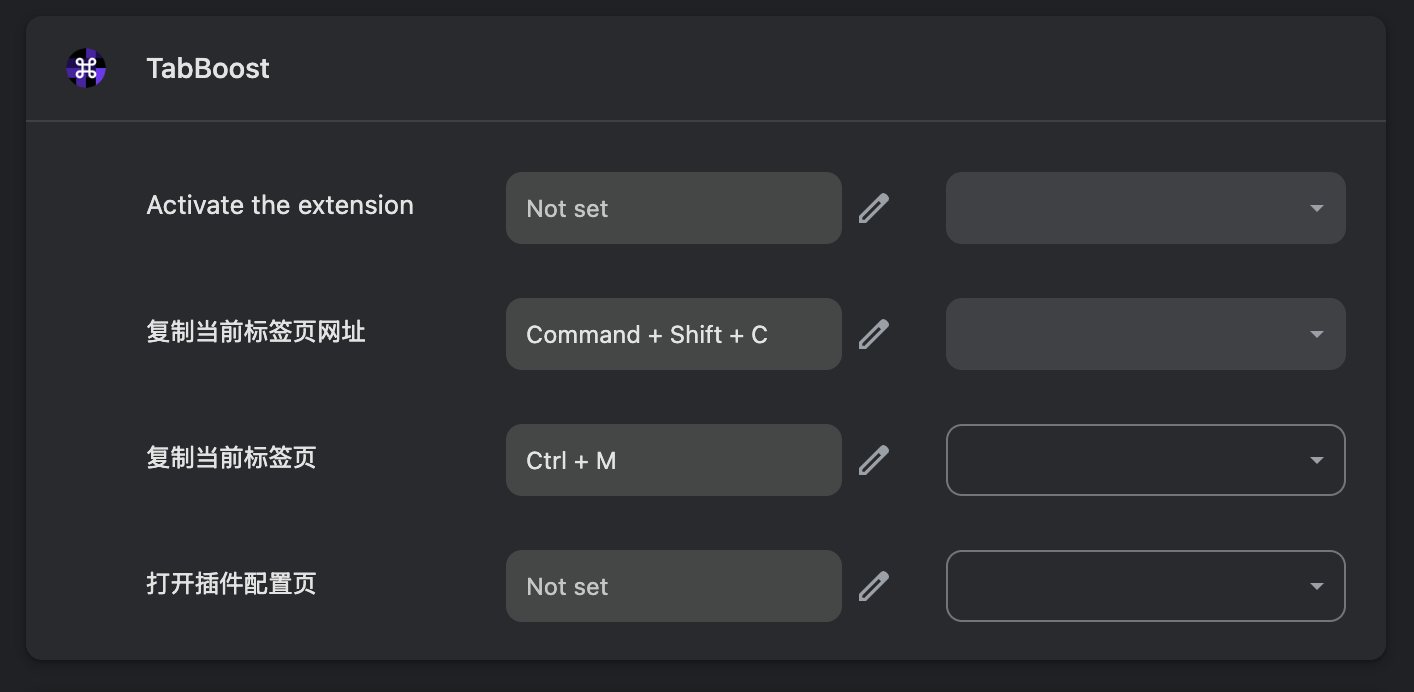 TabBoost
Activate the extension
Not set
复制当前标签页网址
Command + Shift + C
复制当前标签页
Ctrl + M
打开插件配置页
Not set